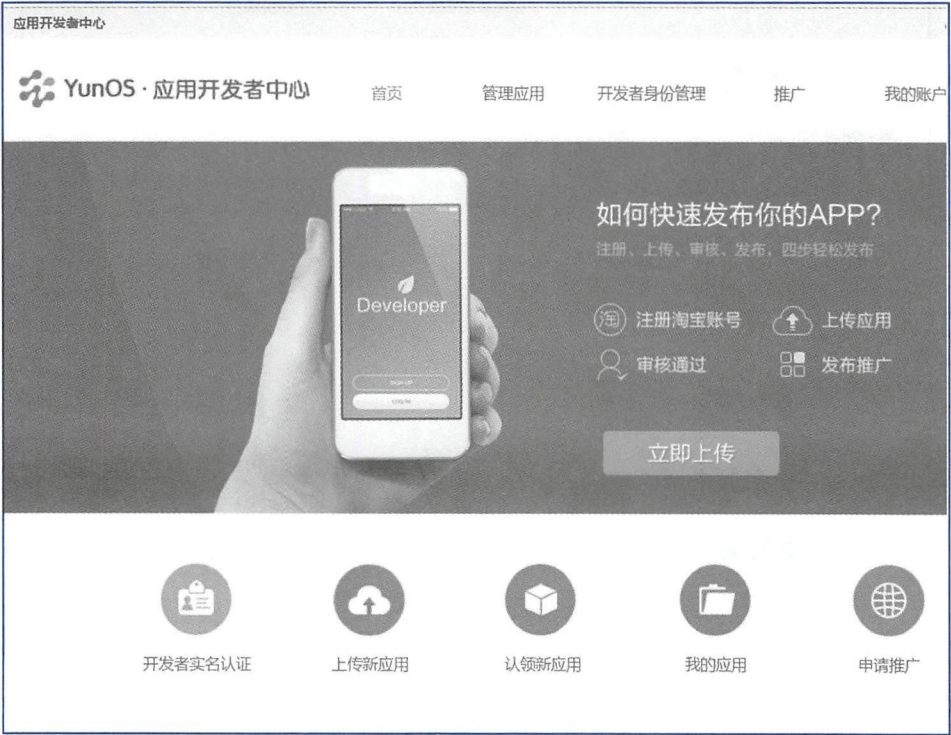 应用开发者中心
YunOS · 应用开发者中心 首页 管理应用 开发者身份管理 推广 我的账户
如何快速发布你的APP?
注册、上传、审核、发布,四步轻松发布
Developer
淘 注册淘宝账号 上传应用
审核通过 发布推广
SIGN UP
LOG IN
立即上传
开发者实名认证 上传新应用 认领新应用 我的应用 申请推广